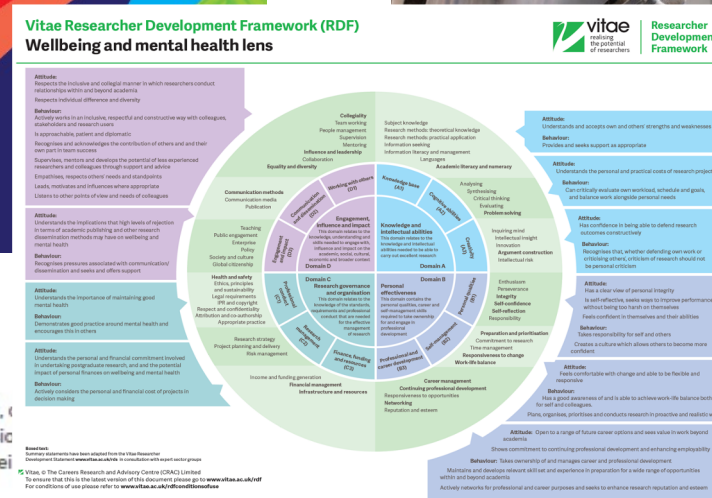 Vitae Researcher Development Framework (RDF)
Wellbeing and mental health lens
vitae
realising
the potential
of researchers
Researcher
Development
Framework
Attitude:
Respects the inclusive and collegial manner in which researchers conduct
relationships within and beyond academia
Respects individual difference and diversity
Behaviour:
Actively works in an inclusive, respectful and constructive way with colleagues,
stakeholders and research users
Is approachable, patient and diplomatic
Recognises and acknowledges the contribution of others and and their
own part in team success
Supervises, mentors and develops the potential of less experienced
researchers and colleagues through support and advice
Empathises, respects others' needs and standpoints
Leads, motivates and influences where appropriate
Listens to other points of view and needs of colleagues
Attitude:
Understands the implications that high levels of rejection
in terms of academic publishing and other research
dissemination methods may have on wellbeing and
mental health
Behaviour:
Recognises pressures associated with communication/
dissemination and seeks and offers support
Attitude:
Understands the importance of maintaining good
mental health
Behaviour:
Demonstrates good practice around mental health and
encourages this in others
Attitude:
Understands the personal and financial commitment involved
in undertaking postgraduate research, and and the potential
impact of personal finances on wellbeing and mental health
Behaviour:
Actively considers the personal and financial cost of projects in
decision making
Collegiality
Team working
People management
Supervision
Mentoring
Influence and leadership
Collaboration
Equality and diversity
Communication methods
Communication media
Publication
Teaching
Public engagement
Enterprise
Policy
Society and culture
Global citizenship
Health and safety
Ethics, principles
and sustainability
Legal requirements
IPR and copyright
Respect and confidentiality
Attribution and co-authorship
Appropriate practice
Research strategy
Project planning and delivery
Risk management
Income and funding generation
Financial management
Infrastructure and resources
Subject knowledge
Research methods: theoretical knowledge
Research methods: practical application
Information seeking
Information literacy and management
Languages
Academic literacy and numeracy
Analysing
Synthesising
Critical thinking
Evaluating
Problem solving
Inquiring mind
Intellectual insight
Innovation
Argument construction
Intellectual risk
Enthusiasm
Perseverance
Integrity
Self-confidence
Self-reflection
Responsibility
Preparation and prioritisation
Commitment to research
Time management
Responsiveness to change
Work-life balance
Career management
Continuing professional development
Responsiveness to opportunities
Networking
Reputation and esteem
Working with others
(D1)
Communication
and dissemination
(D2)
Engagement
and impact
(D3)
Knowledge base
(A1)
Cognitive abilities
(A2)
Creativity
(A3)
Personal qualities
(B1)
Self-management
(B2)
Professional and
career development
(B3)
Professional
conduct
(C1)
Research
management
(C2)
Finance, funding
and resources
(C3)
Engagement,
influence and impact
This domain relates to the
knowledge, understanding and
skills needed to engage with,
influence and impact on the
academic, social, cultural,
economic and broader context
Domain D
Knowledge and
intellectual abilities
This domain relates to the
knowledge and intellectual
abilities needed to be able to
carry out excellent research
Domain A
Domain C
Research governance
and organisation
This domain relates to the
knowledge of the standards,
requirements and professional
conduct that are needed
for the effective
management
of research
Domain B
Personal
effectiveness
This domain contains the
personal qualities, career and
self-management skills
required to take ownership
for and engage in
professional
development
Attitude:
Understands and accepts own and others' strengths and weaknesses
Behaviour:
Provides and seeks support as appropriate
Attitude:
Understands the personal and practical costs of research
Behaviour:
Can critically evaluate own workload, schedule and goals,
and balance work alongside personal needs
Attitude:
Has confidence in being able to defend research
outcomes constructively
Behaviour:
Recognises that, whether defending own work or
critiquing others', criticism of research should not
be personal criticism
Attitude:
Has a clear view of personal integrity
Is self-reflective, seeks ways to improve performance
without being too harsh on themselves
Feels confident in themselves and their abilities
Behaviour:
Takes responsibility for self and others
Creates a culture which allows others to become more
confident
Attitude:
Feels comfortable with change and able to be flexible and
responsive
Behaviour:
Has a good awareness of and is able to achieve work-life balance both
for self and colleagues.
Plans, organises, prioritises and conducts research in proactive and realistic
Attitude: Open to a range of future career options and sees value in work beyond
academia
Shows commitment to continuing professional development and enhancing employability
Behaviour: Takes ownership of and manages career and professional development
Maintains and develops relevant skill set and experience in preparation for a wide range of opportunities
within and beyond academia
Actively networks for professional and career purposes and seeks to enhance research reputation and esteem
Based text:
Summary statements have been adapted from the Vitae Researcher
Development Statement www.vitae.ac.uk/rds in consultation with expert sector groups
Vitae, © The Careers Research and Advisory Centre (CRAC) Limited
To ensure that this is the latest version of this document please go to www.vitae.ac.uk/rdf
For conditions of use please refer to www.vitae.ac.uk/rdfconditionsofuse